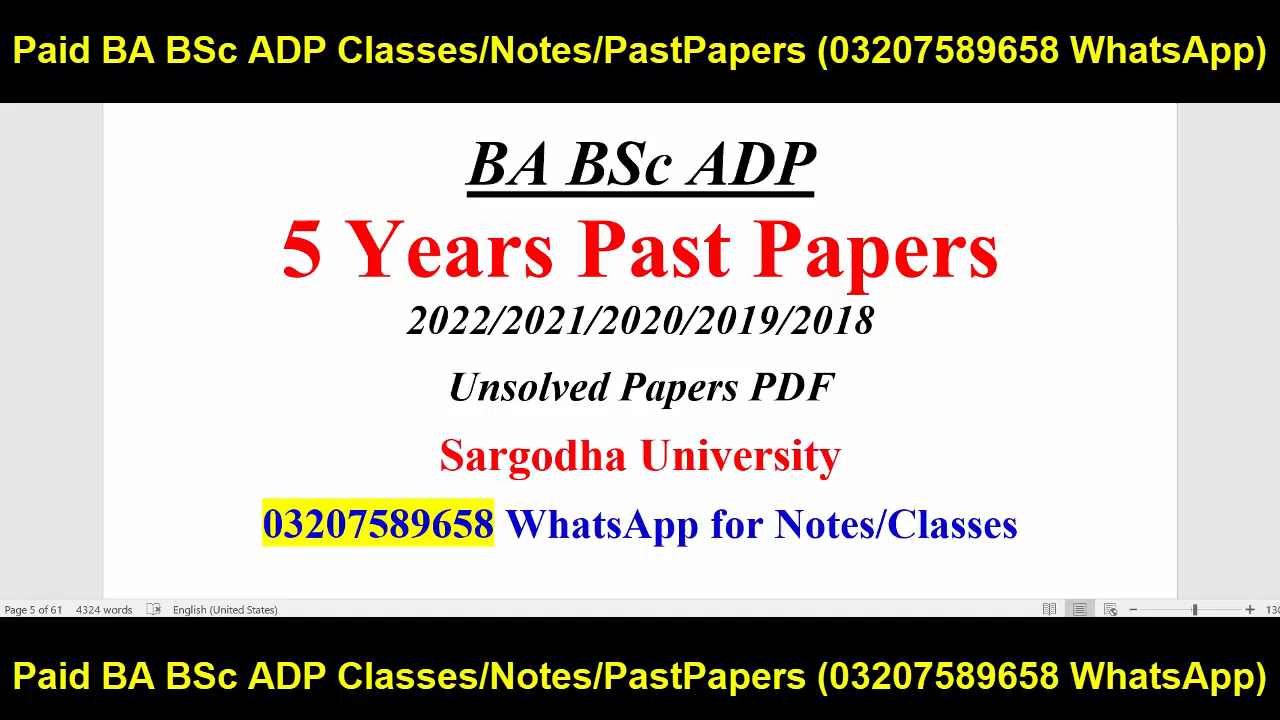 Paid BA BSc ADP Classes/Notes/PastPapers (03207589658 WhatsApp)
BA BSc ADP
5 Years Past Papers
2022/2021/2020/2019/2018
Unsolved Papers PDF
Sargodha University
03207589658 WhatsApp for Notes/Classes
Page 5 of 61 4324 words English (United States) 130
Paid BA BSc ADP Classes/Notes/PastPapers (03207589658 WhatsApp)